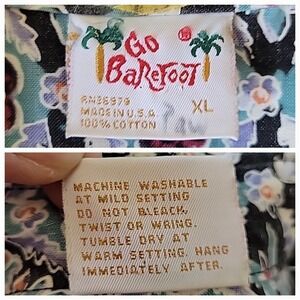 Go
BaReFooT
RN36979
MADE IN U.S.A.
100% COTTON
XL
MACHINE WASHABLE
AT MILD SETTING
DO NOT BLEACH,
TWIST OR WRING.
TUMBLE DRY AT
WARM SETTING. HANG
IMMEDIATELY AFTER.